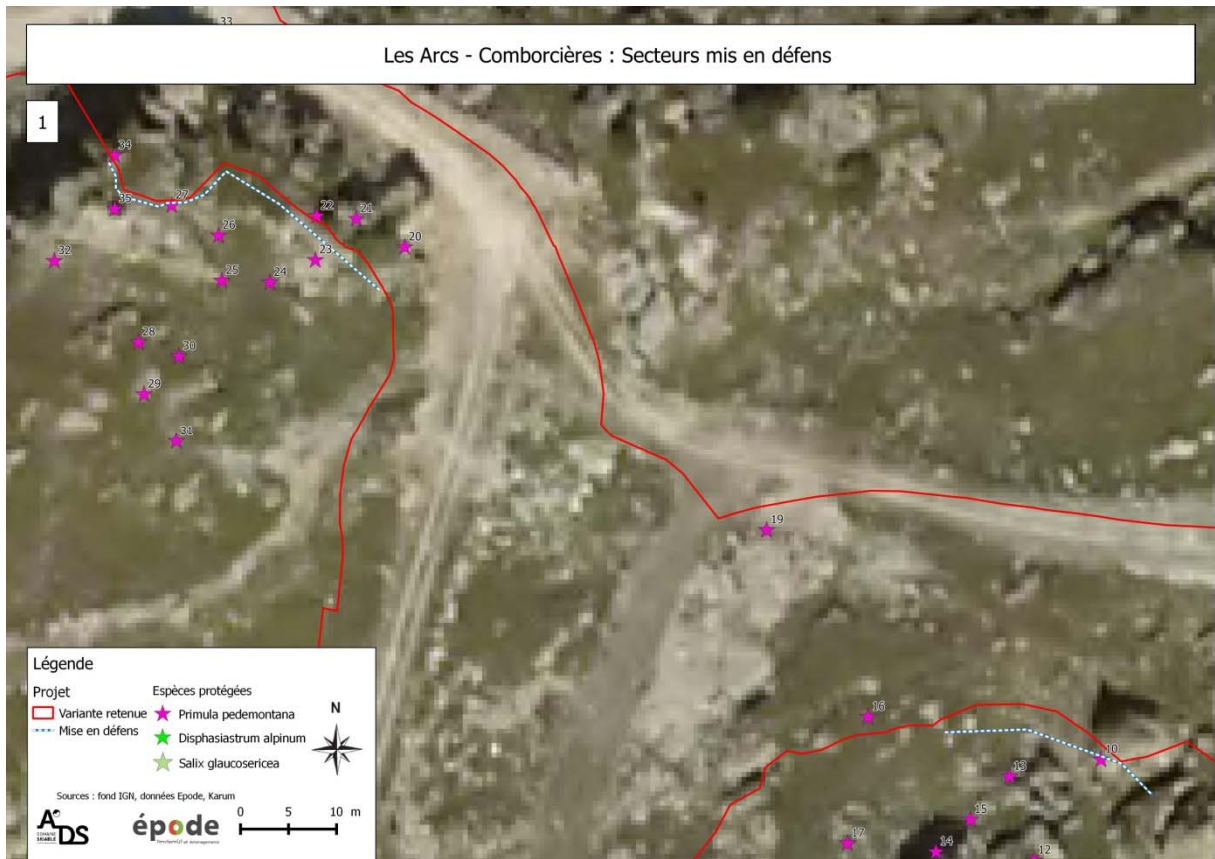 33
Les Arcs - Comborcières : Secteurs mis en défens
1
34
35
27
22
21
26
20
32
23
25
24
28
30
29
31
19
16
10
13
15
17
14
12
Légende
Projet
Variante retenue
Mise en défens
Espèces protégées
Primula pedemontana
Disphasiastrum alpinum
Salix glaucosericea
N
Sources : fond IGN, données Epode, Karum
ADS
DOMAINE
SKIABLE
épode
0 5 10 m